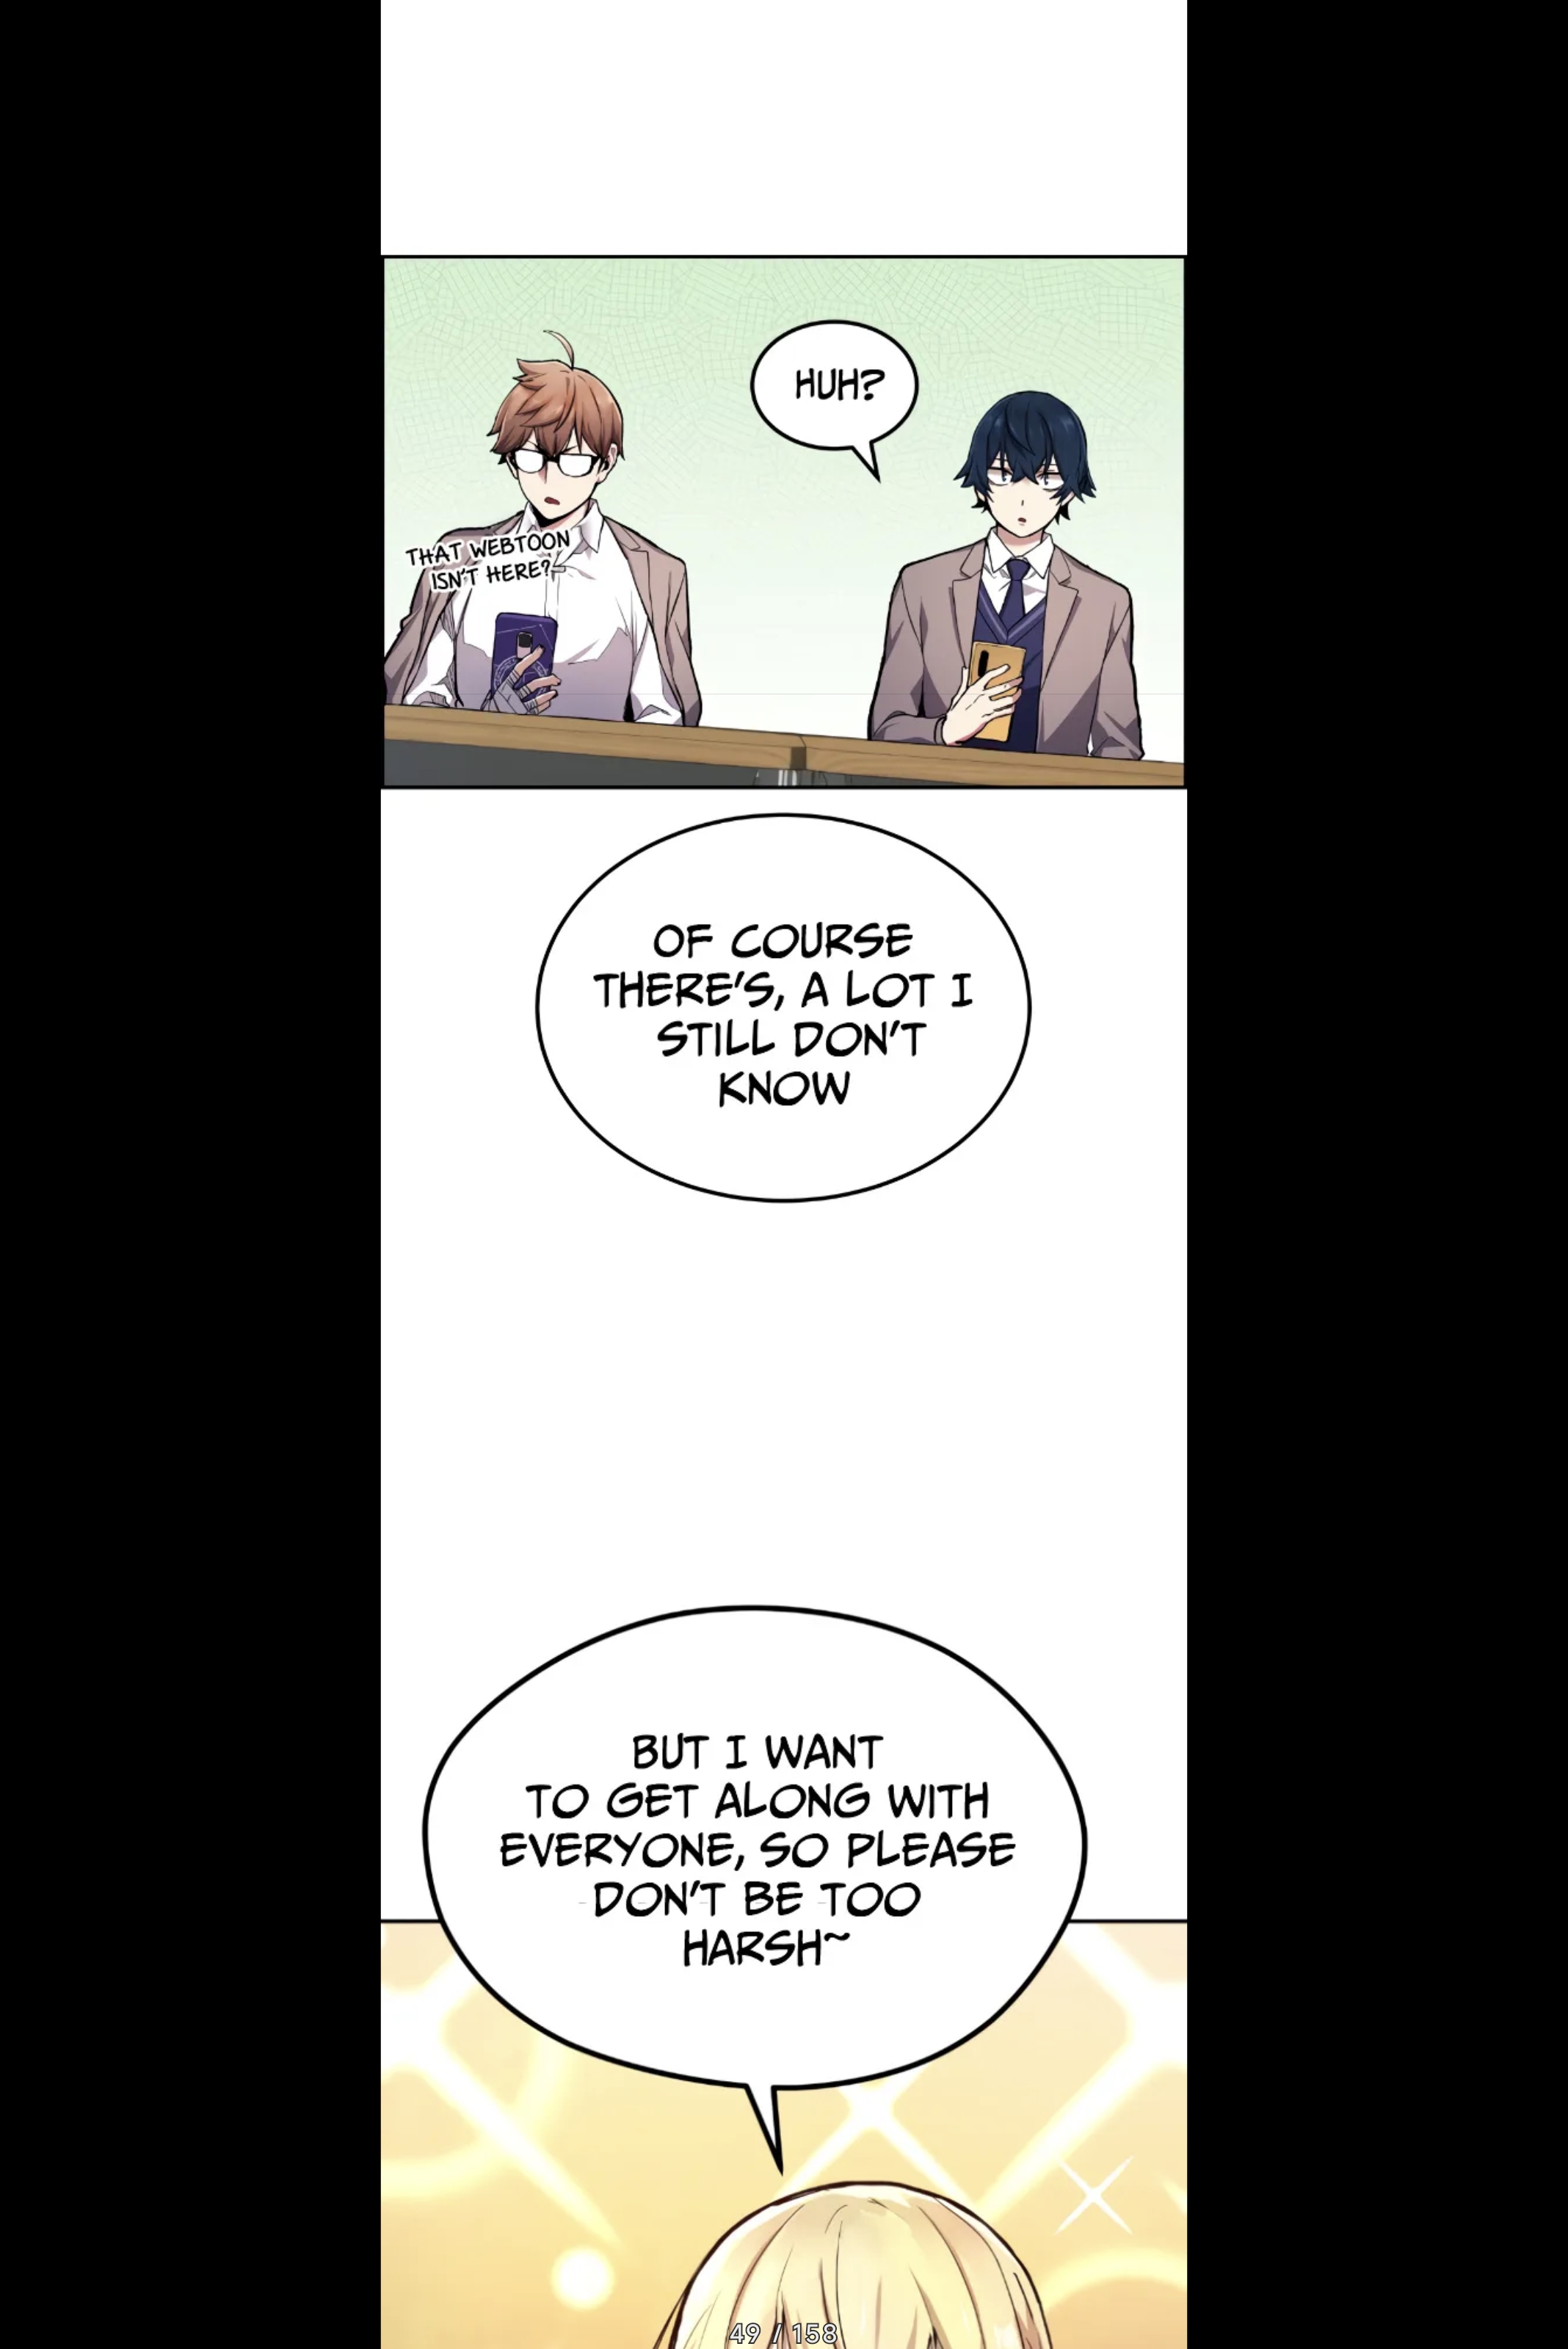 HUH?
THAT WEBTOON
ISN'T HERE?
OF COURSE
THERE'S, A LOT I
STILL DON'T
KNOW
BUT I WANT
TO GET ALONG WITH
EVERYONE, SO PLEASE
DON'T BE TOO
HARSH~
49 / 158